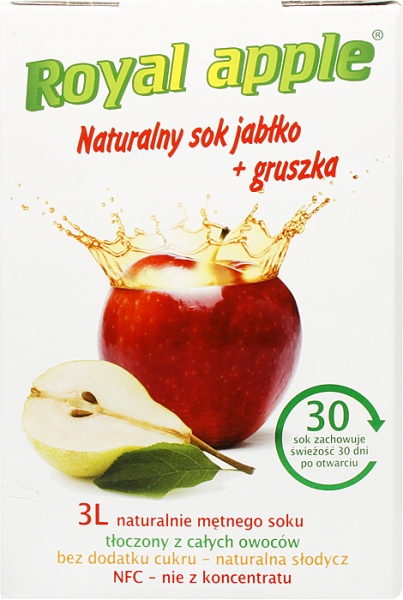 Royal apple®
Naturalny sok jabłko
+ gruszka
30
sok zachowuje
świeżość 30 dni
po otwarciu
3L naturalnie mętnego soku
tłoczony z całych owoców
bez dodatku cukru – naturalna słodycz
NFC – nie z koncentratu